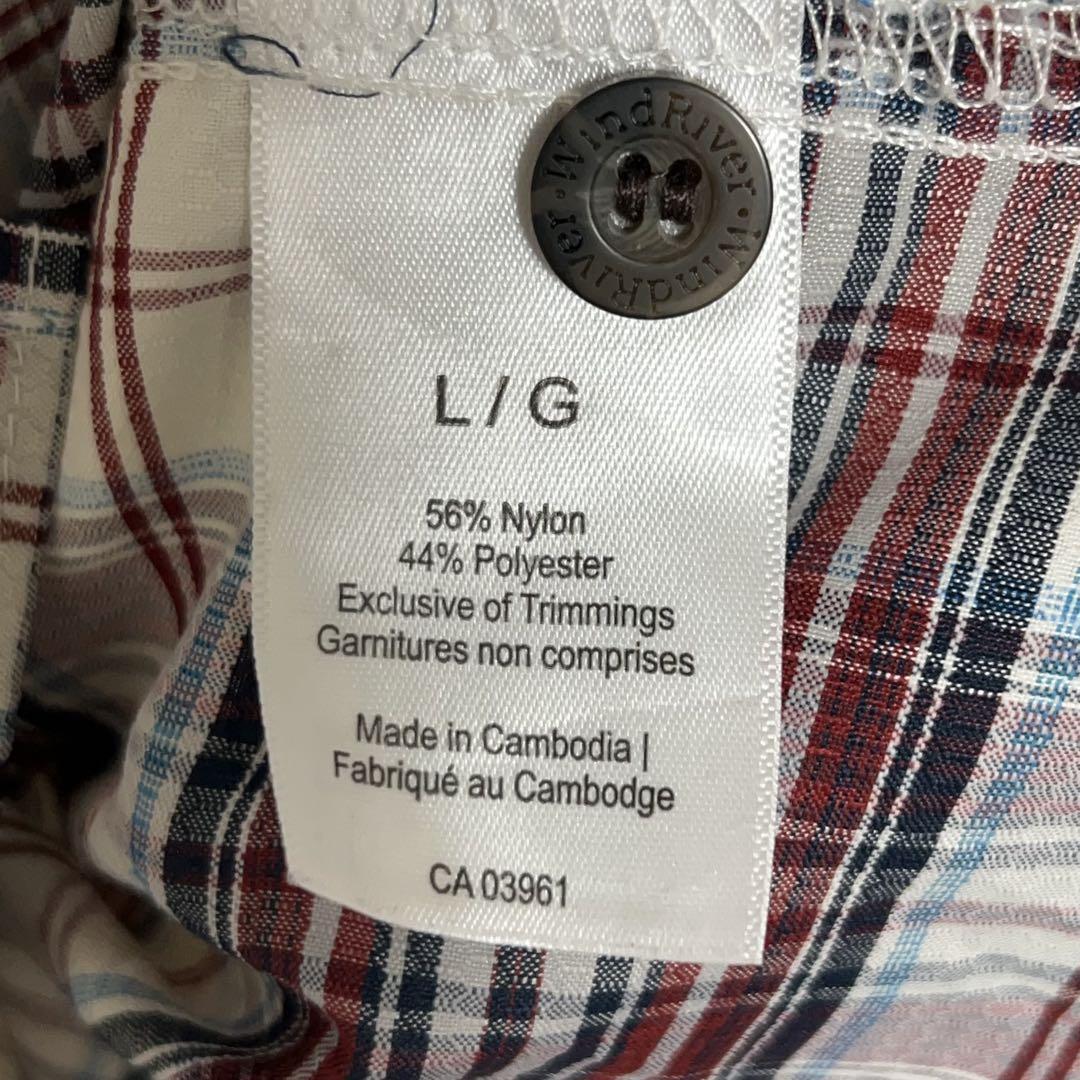 WindRiver · WindRiver ·
L / G
56% Nylon
44% Polyester
Exclusive of Trimmings
Garnitures non comprises
Made in Cambodia |
Fabriqué au Cambodge
CA 03961